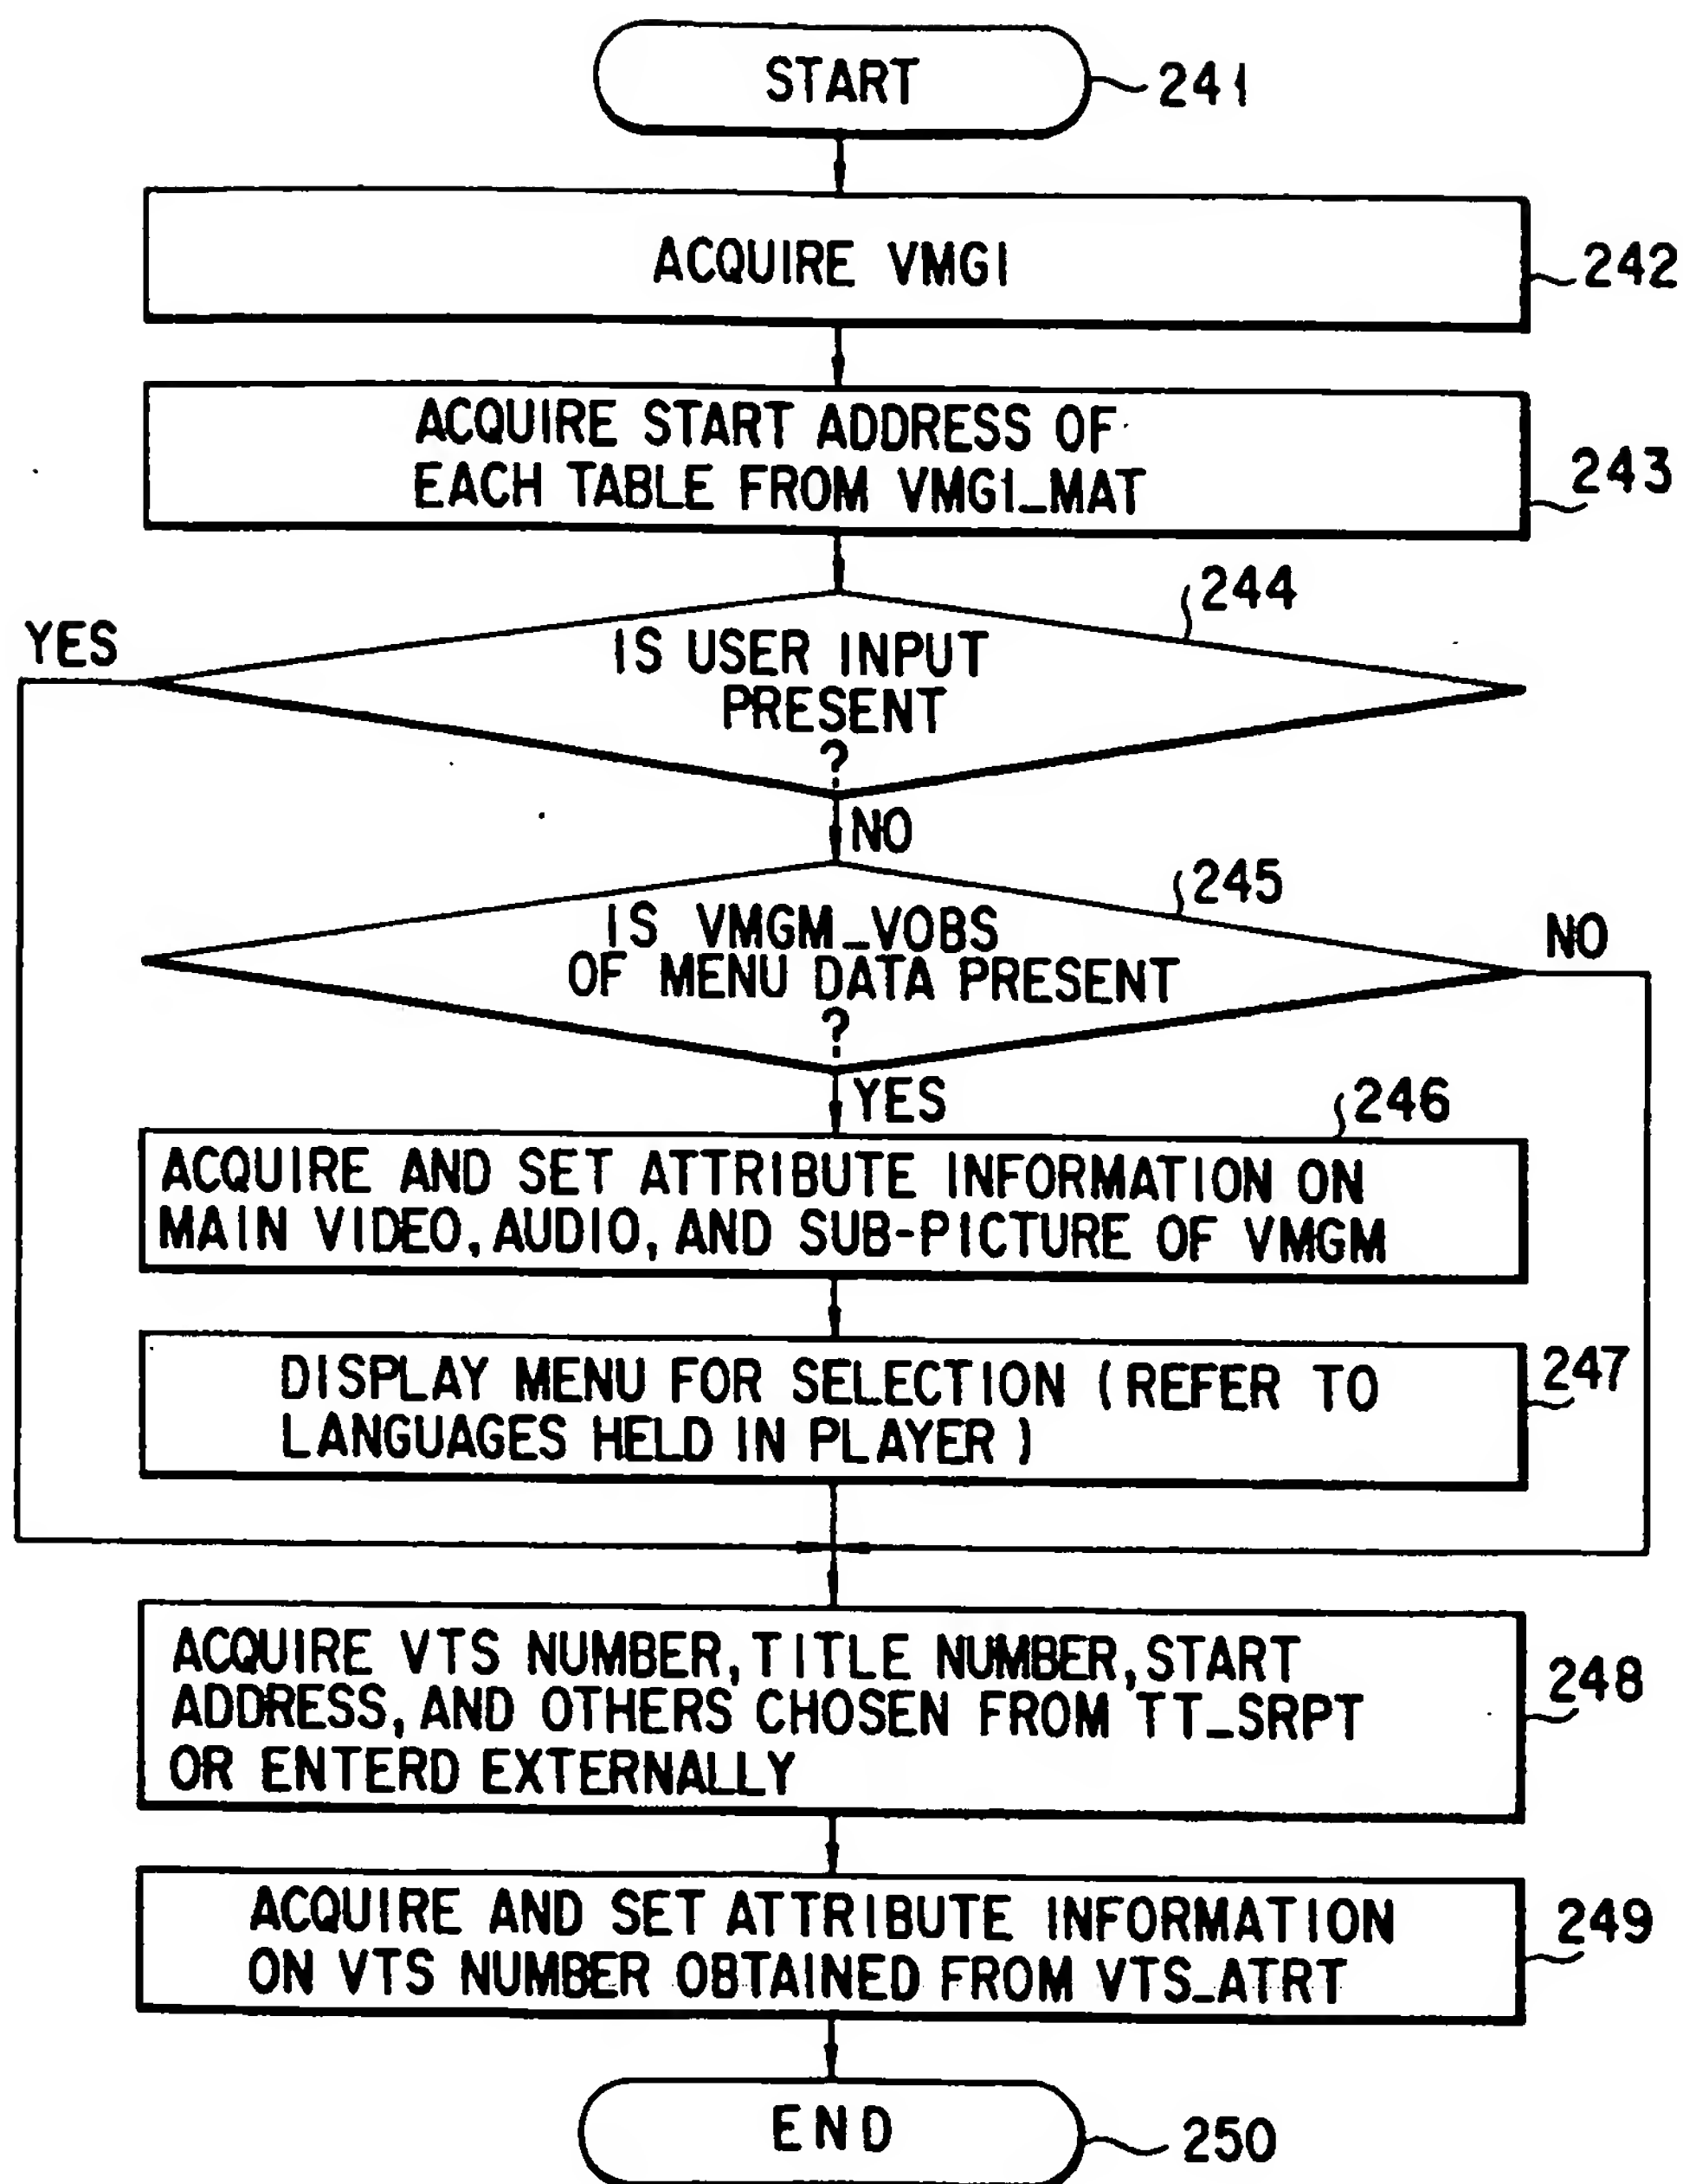 START
241
ACQUIRE VMGI
242
ACQUIRE START ADDRESS OF
EACH TABLE FROM VMGI_MAT
243
244
YES
IS USER INPUT
PRESENT
?
NO
245
IS VMGM_VOBS
OF MENU DATA PRESENT
?
NO
YES
246
ACQUIRE AND SET ATTRIBUTE INFORMATION ON
MAIN VIDEO, AUDIO, AND SUB-PICTURE OF VMGM
DISPLAY MENU FOR SELECTION (REFER TO
LANGUAGES HELD IN PLAYER)
247
ACQUIRE VTS NUMBER, TITLE NUMBER, START
ADDRESS, AND OTHERS CHOSEN FROM TT_SRPT
OR ENTERD EXTERNALLY
248
ACQUIRE AND SET ATTRIBUTE INFORMATION
ON VTS NUMBER OBTAINED FROM VTS_ATRT
249
END
250